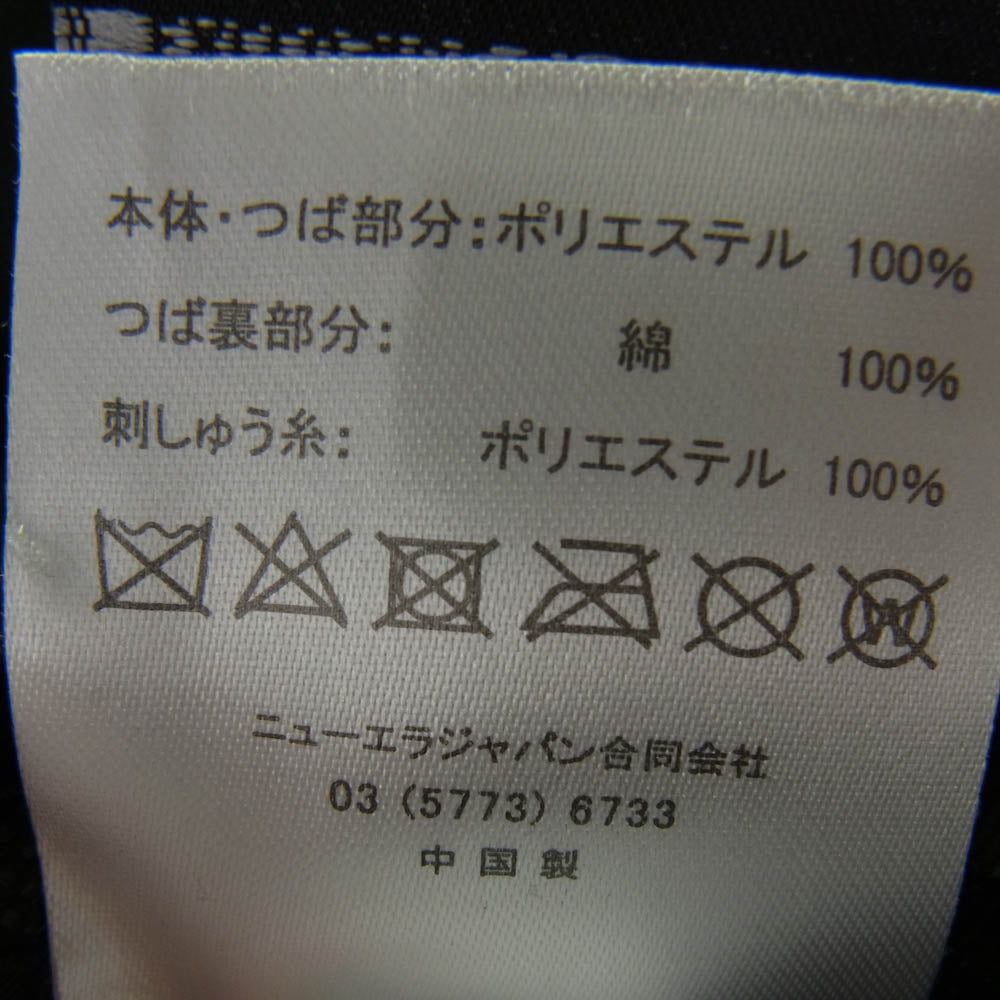 本体・つば部分：ポリエステル 100%
つば裏部分： 綿 100%
刺しゅう糸： ポリエステル 100%
W
ニューエラジャパン合同会社
03 (5773) 6733
中国製